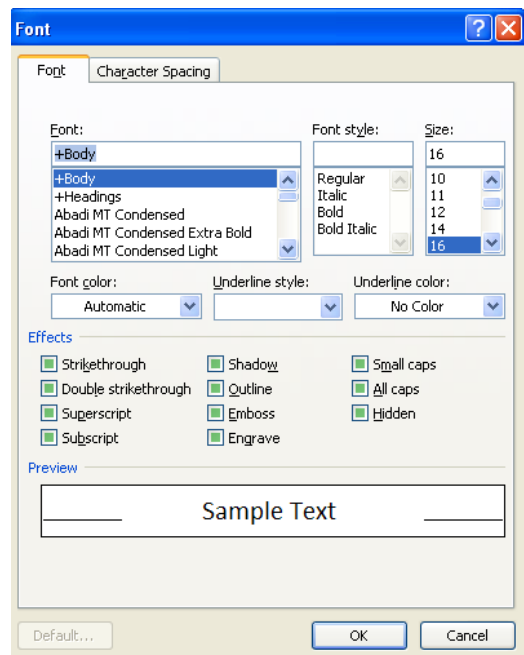 Font
Font Character Spacing
Font: Font style: Size:
+Body 16
+Body Regular 10
+Headings Italic 11
Abadi MT Condensed Bold 12
Abadi MT Condensed Extra Bold Bold Italic 14
Abadi MT Condensed Light 16
Font color: Underline style: Underline color:
Automatic No Color
Effects
Strikethrough Shadow Small caps
Double strikethrough Outline All caps
Superscript Emboss Hidden
Subscript Engrave
Preview
Sample Text
Default... OK Cancel